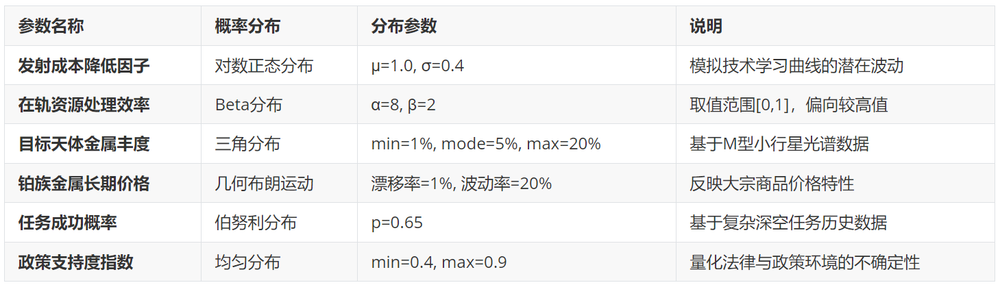 参数名称 概率分布 分布参数 说明
发射成本降低因子 对数正态分布 μ=1.0, σ=0.4 模拟技术学习曲线的潜在波动
在轨资源处理效率 Beta分布 α=8, β=2 取值范围[0,1]，偏向较高值
目标天体金属丰度 三角分布 min=1%, mode=5%, max=20% 基于M型小行星光谱数据
铂族金属长期价格 几何布朗运动 漂移率=1%, 波动率=20% 反映大宗商品价格特性
任务成功概率 伯努利分布 p=0.65 基于复杂深空任务历史数据
政策支持度指数 均匀分布 min=0.4, max=0.9 量化法律与政策环境的不确定性